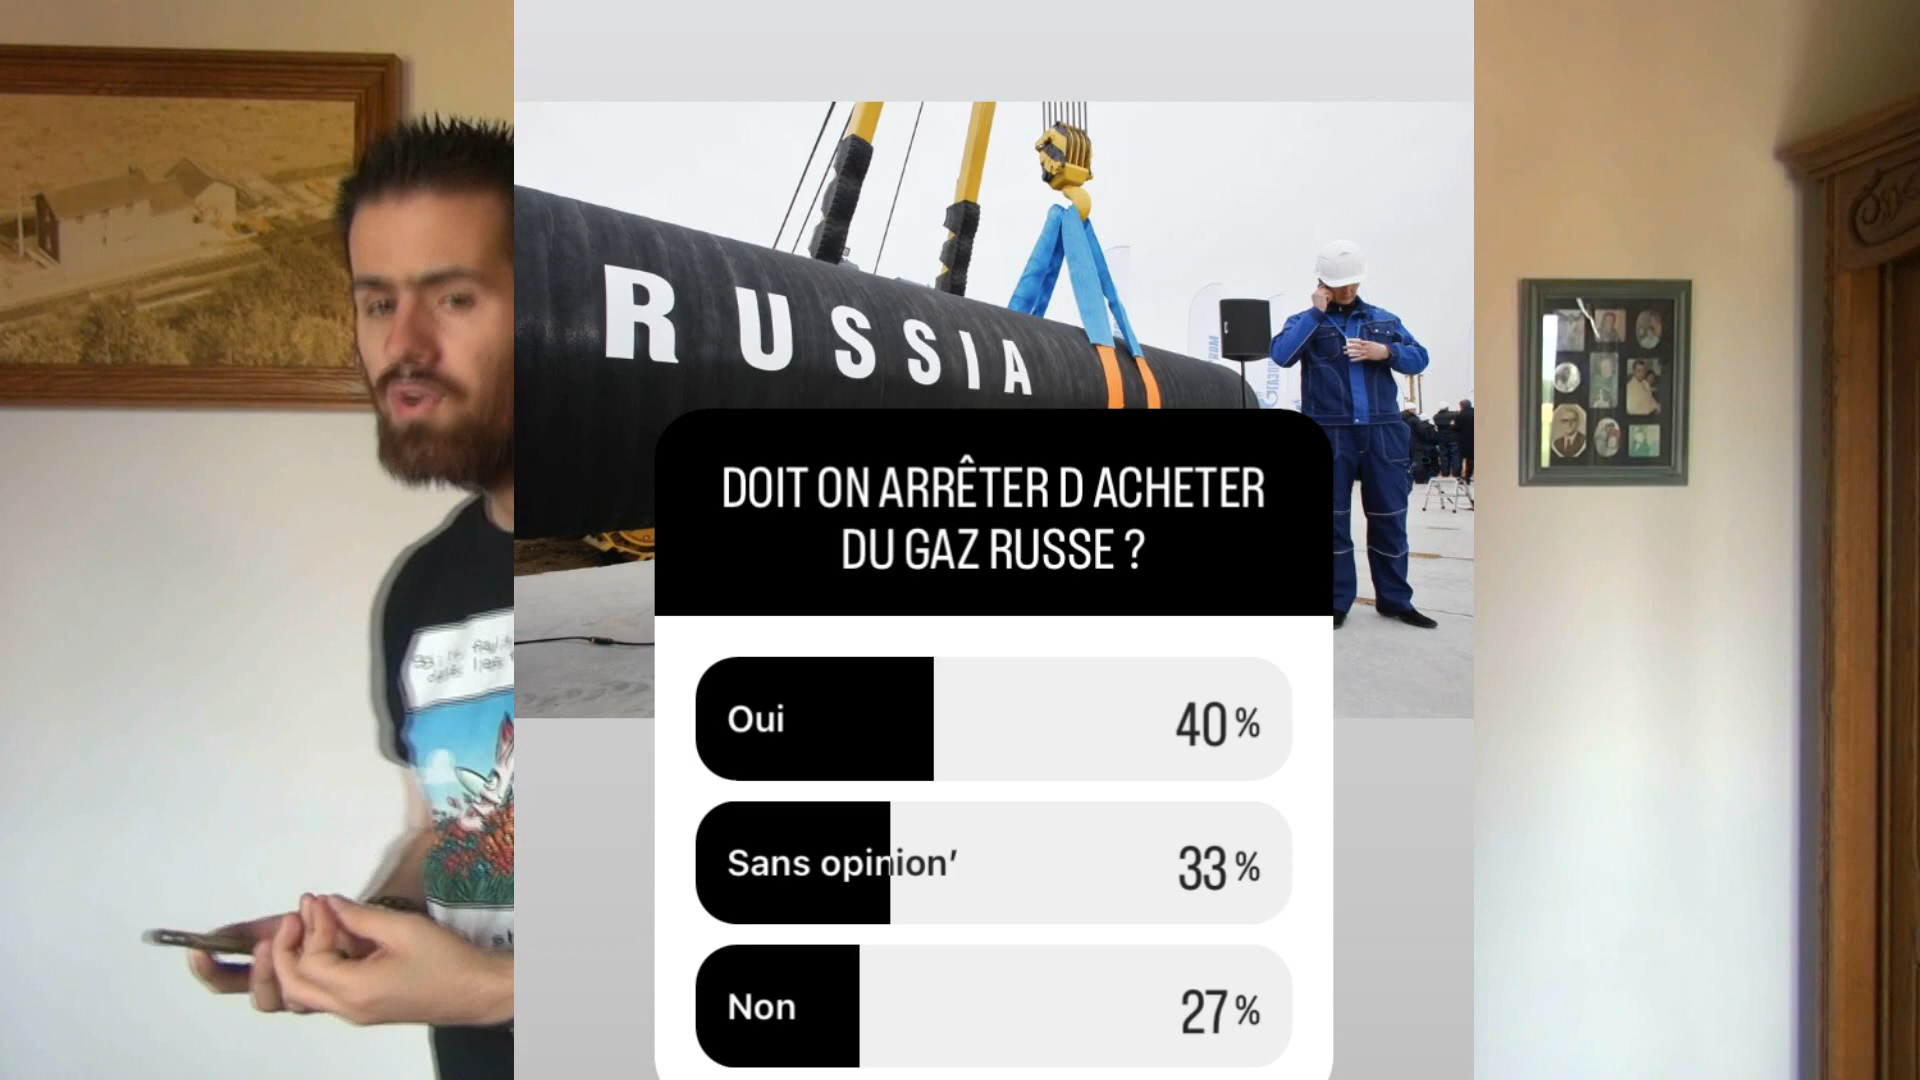 RUSSIA
DOIT ON ARRÊTER D ACHETER
DU GAZ RUSSE ?
Oui 40%
Sans opinion’ 33%
Non 27%